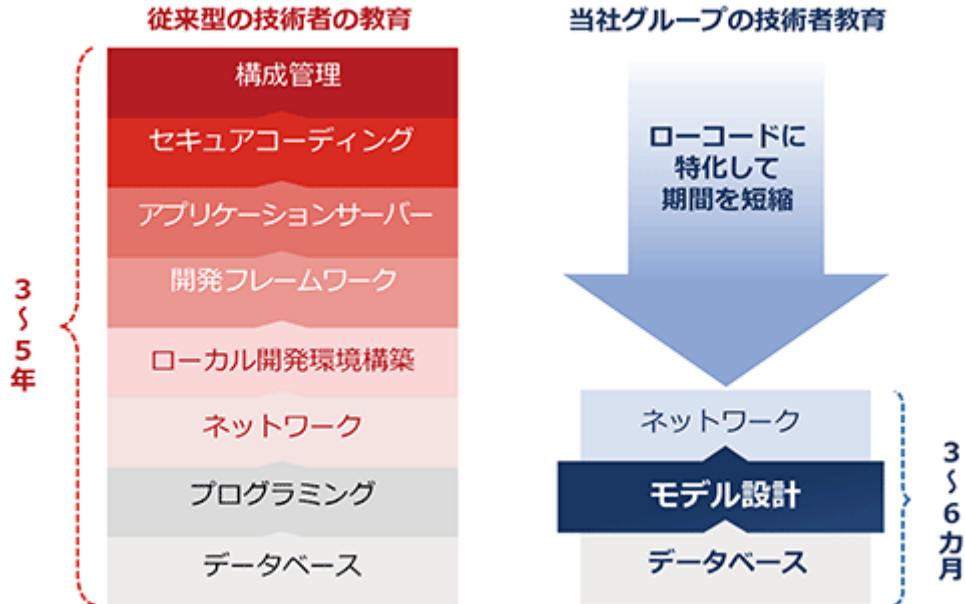 従来型の技術者の教育
構成管理
セキュアコーディング
アプリケーションサーバー
開発フレームワーク
ローカル開発環境構築
ネットワーク
プログラミング
データベース
3～5年
当社グループの技術者教育
ローコードに
特化して
期間を短縮
ネットワーク
モデル設計
データベース
3～6カ月